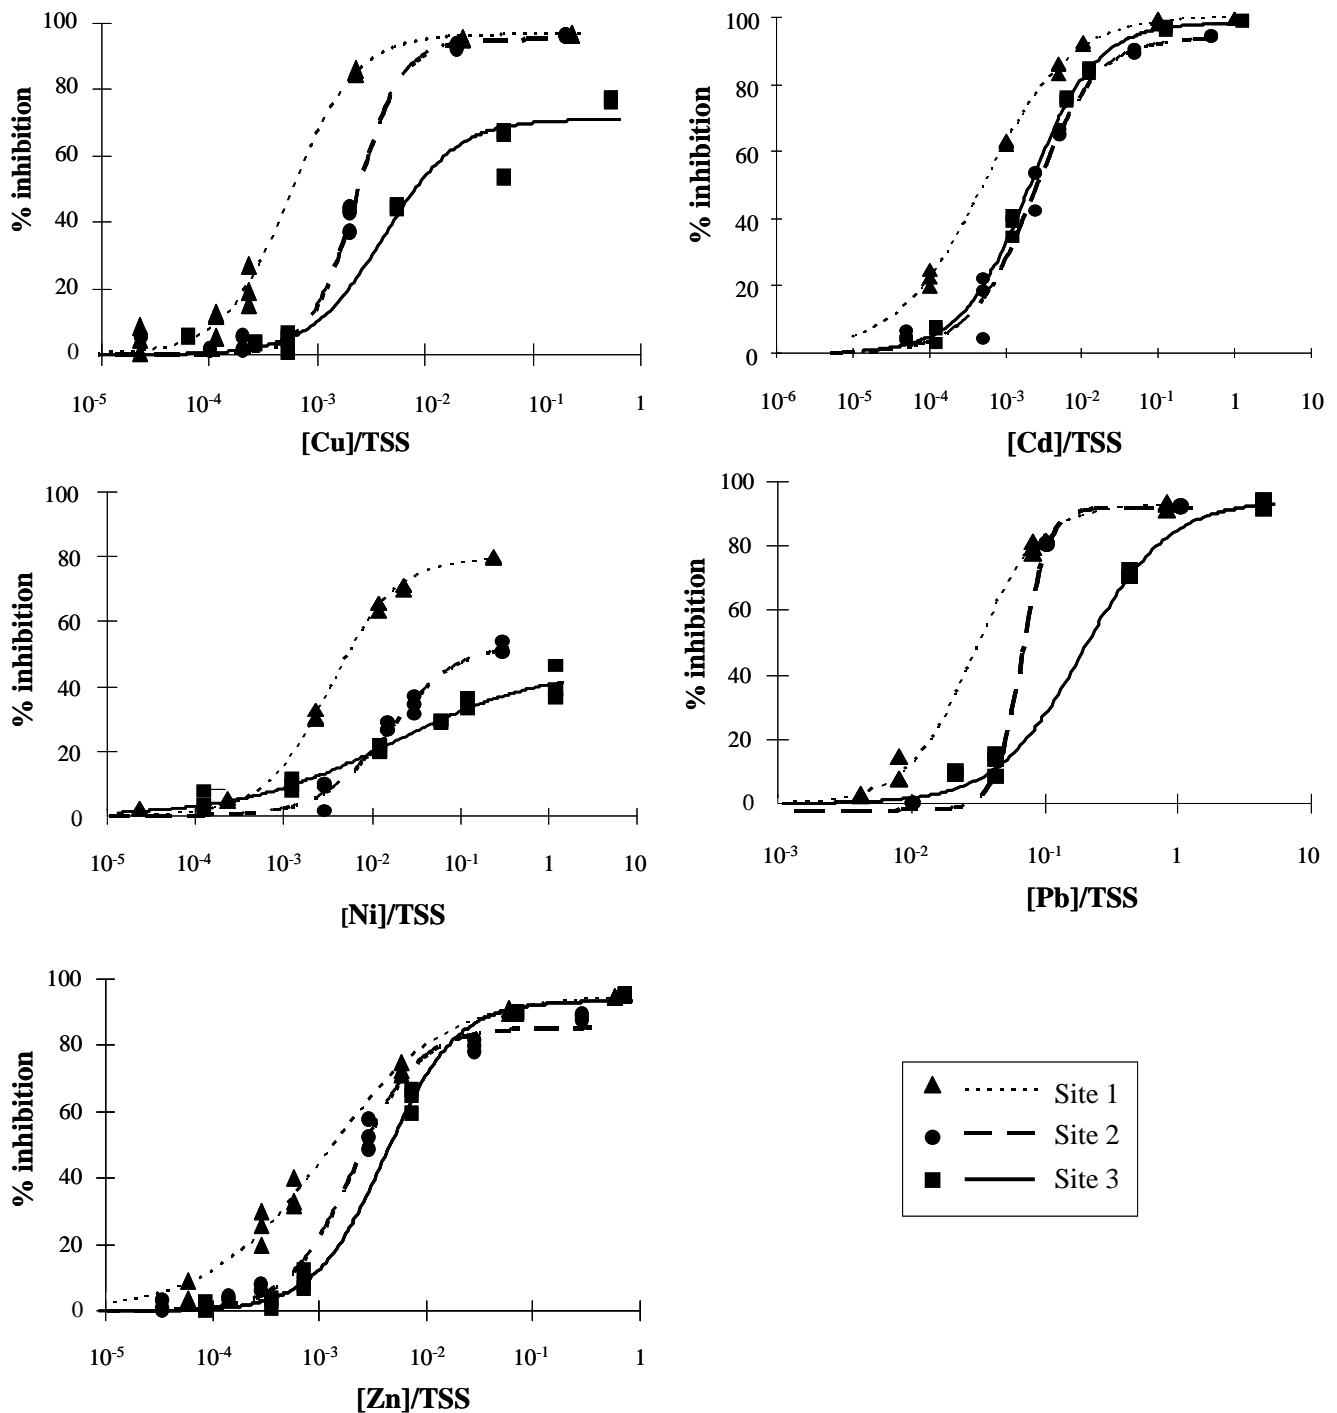 100
80
60
40
20
0
% inhibition
10-5 10-4 10-3 10-2 10-1 1
[Cu]/TSS
100
80
60
40
20
0
% inhibition
10-6 10-5 10-4 10-3 10-2 10-1 1 10
[Cd]/TSS
100
80
60
40
20
0
% inhibition
10-5 10-4 10-3 10-2 10-1 1 10
[Ni]/TSS
100
80
60
40
20
0
% inhibition
10-3 10-2 10-1 1 10
[Pb]/TSS
100
80
60
40
20
0
% inhibition
10-5 10-4 10-3 10-2 10-1 1
[Zn]/TSS
Site 1
Site 2
Site 3